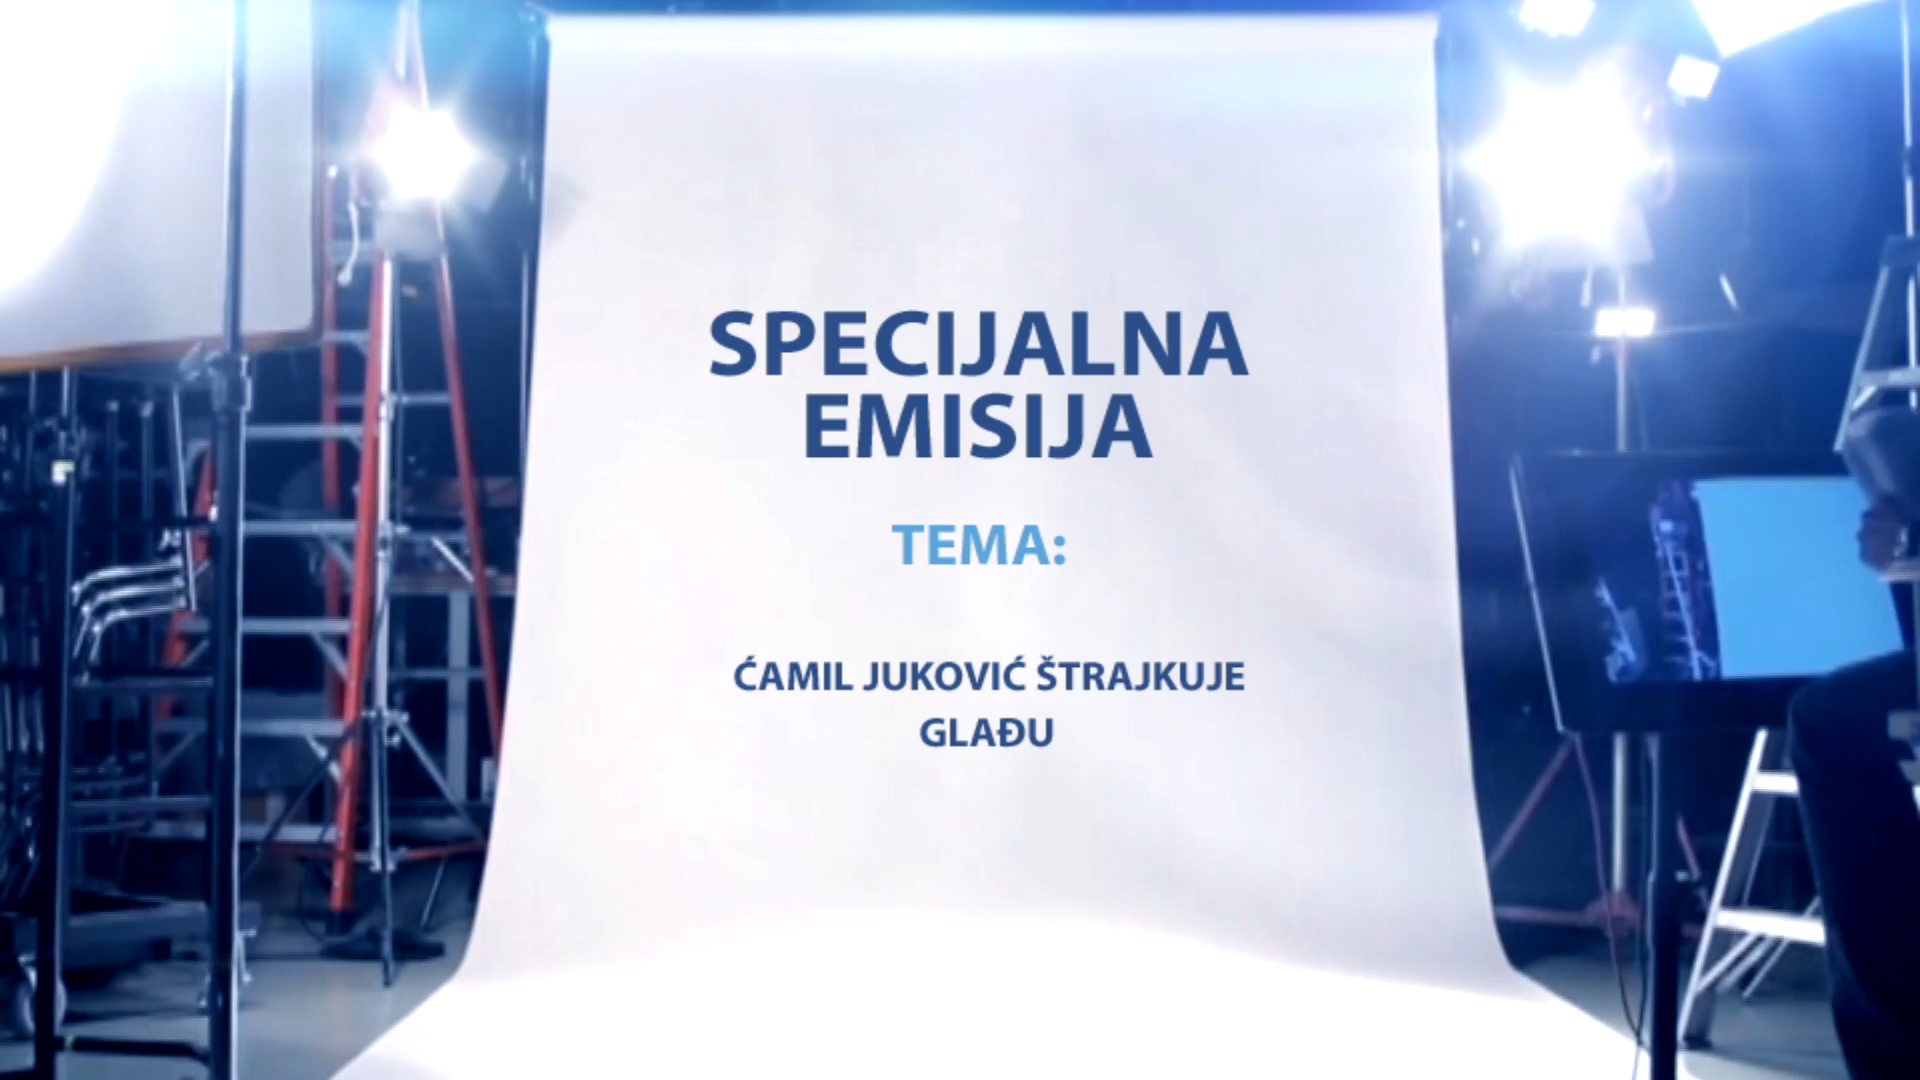 SPECIJALNA
EMISIJA
TEMA:
ĆAMIL JUKOVIĆ ŠTRAJKUJE
GLAĐU